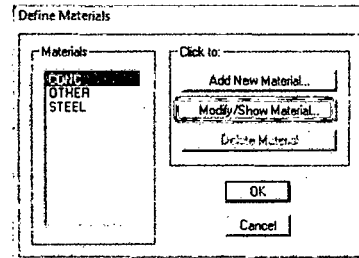 Define Materials
Materials
Click to:
CONC
OTHER
STEEL
Add New Material...
Modify/Show Material...
Delete Material
OK
Cancel